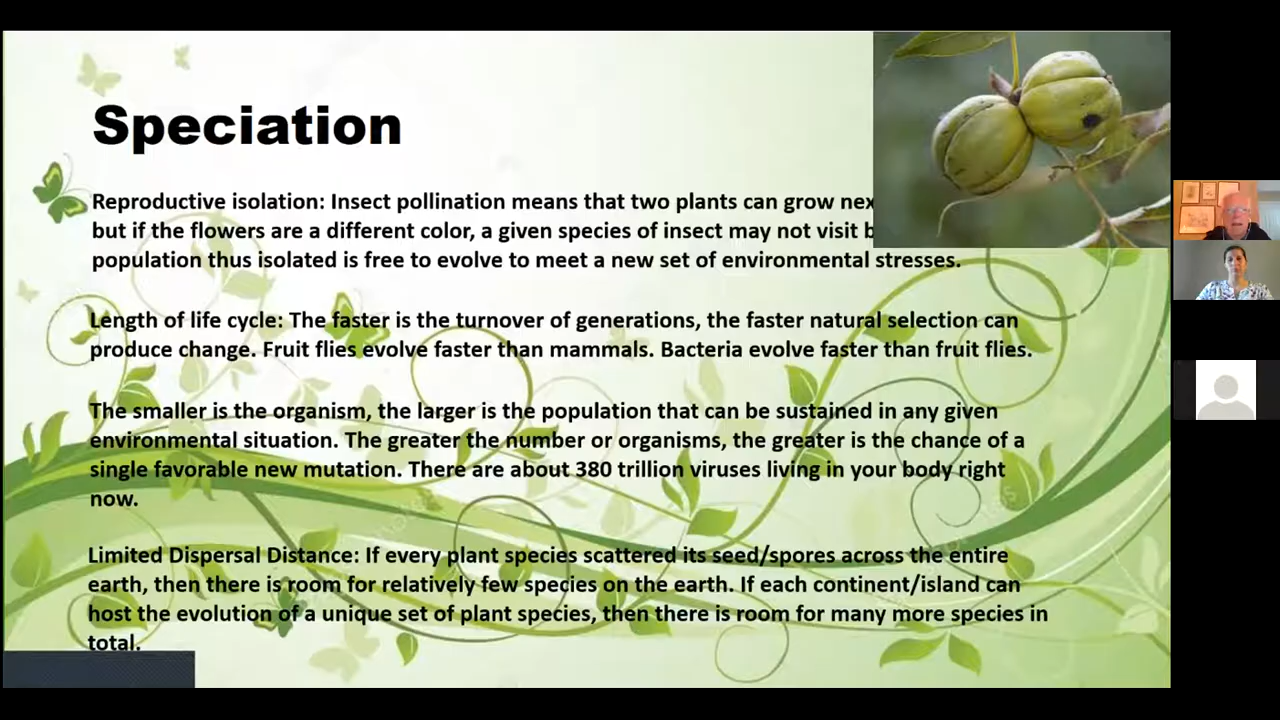 Speciation
Reproductive isolation: Insect pollination means that two plants can grow
but if the flowers are a different color, a given species of insect may not visit
population thus isolated is free to evolve to meet a new set of environmental stresses.
Length of life cycle: The faster is the turnover of generations, the faster natural selection can
produce change. Fruit flies evolve faster than mammals. Bacteria evolve faster than fruit flies.
The smaller is the organism, the larger is the population that can be sustained in any given
environmental situation. The greater the number or organisms, the greater is the chance of a
single favorable new mutation. There are about 380 trillion viruses living in your body right
now.
Limited Dispersal Distance: If every plant species scattered its seed/spores across the entire
earth, then there is room for relatively few species on the earth. If each continent/island can
host the evolution of a unique set of plant species, then there is room for many more species in
total.